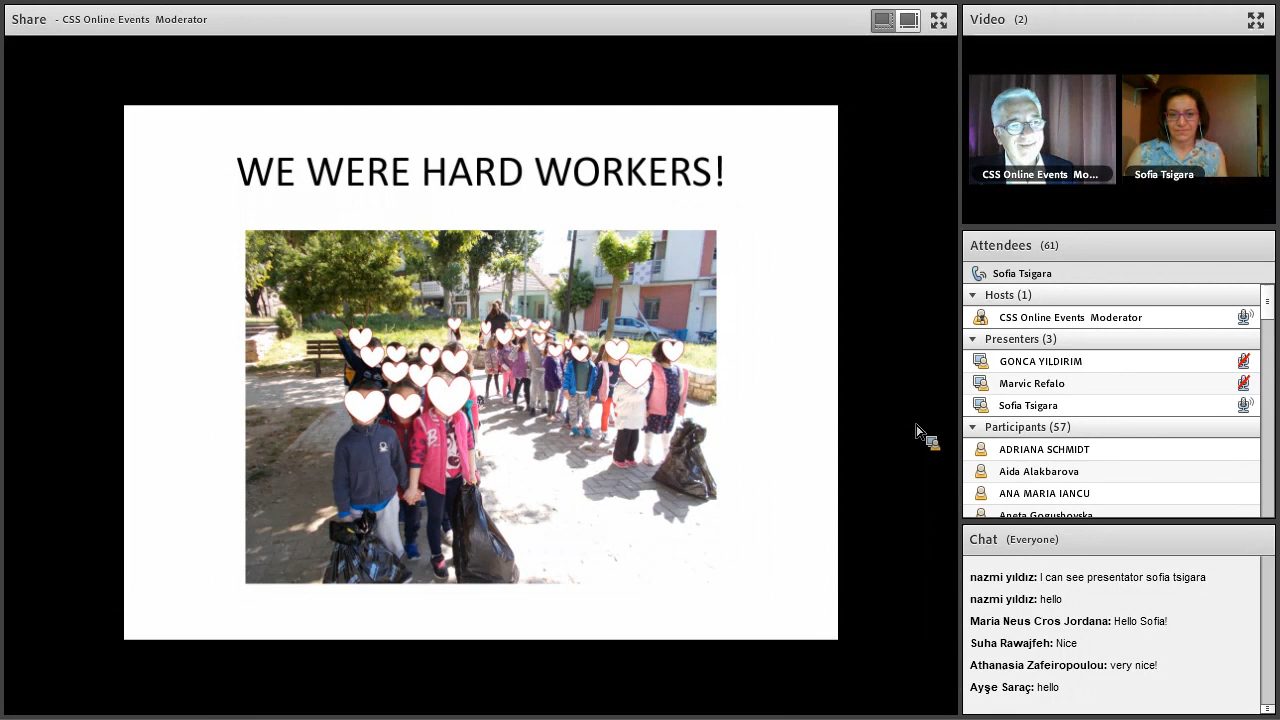 Share - CSS Online Events Moderator
WE WERE HARD WORKERS!
Video (2)
CSS Online Events Mo...
Sofia Tsigara
Attendees (61)
Sofia Tsigara
Hosts (1)
CSS Online Events Moderator
Presenters (3)
GONCA YILDIRIM
Marvic Refalo
Sofia Tsigara
Participants (57)
ADRIANA SCHMIDT
Aida Alakbarova
ANA MARIA IANCU
Aneta Gogushovska
Chat (Everyone)
nazmi yıldız: I can see presentator sofia tsigara
nazmi yıldız: hello
Maria Neus Cros Jordana: Hello Sofia!
Suha Rawajfeh: Nice
Athanasia Zafeiropoulou: very nice!
Ayşe Saraç: hello